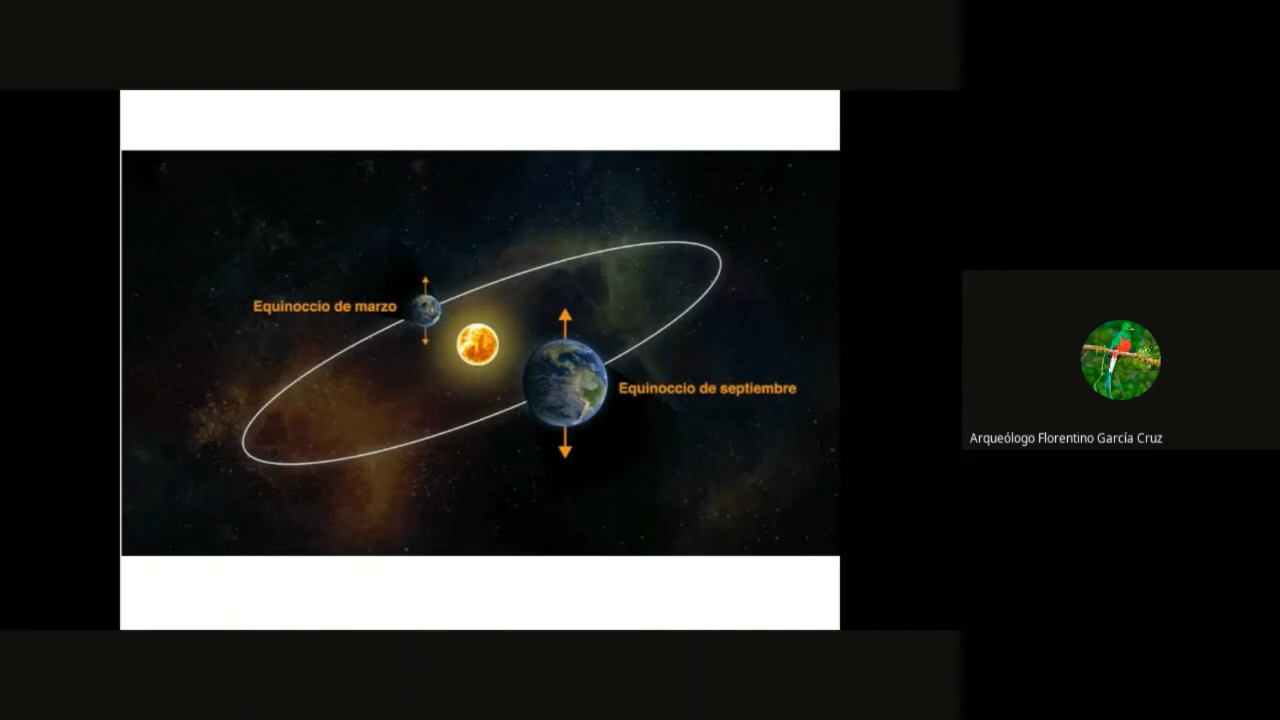 Equinoccio de marzo
Equinoccio de septiembre
Arqueólogo Florentino García Cruz